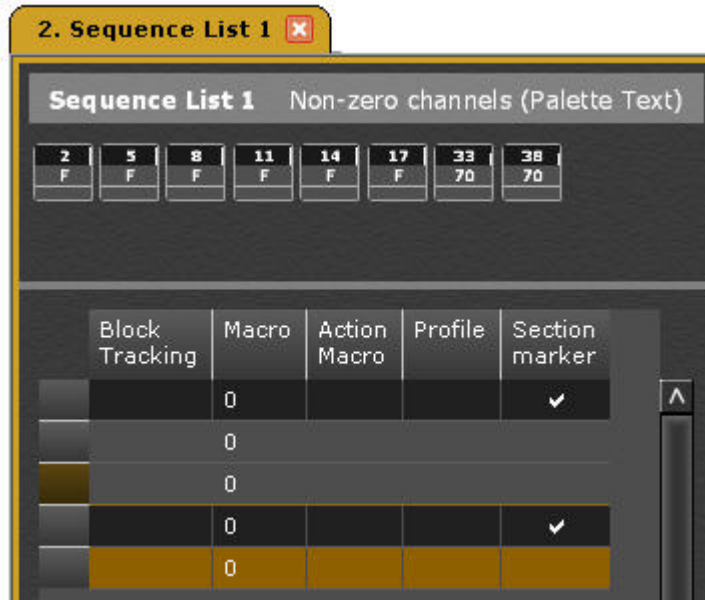 2. Sequence List 1
Sequence List 1 Non-zero channels (Palette Text)
2 5 8 11 14 17 33 38
F F F F F F 70 70
Block Tracking Macro Action Macro Profile Section marker
0 ✓
0
0
0 ✓
0